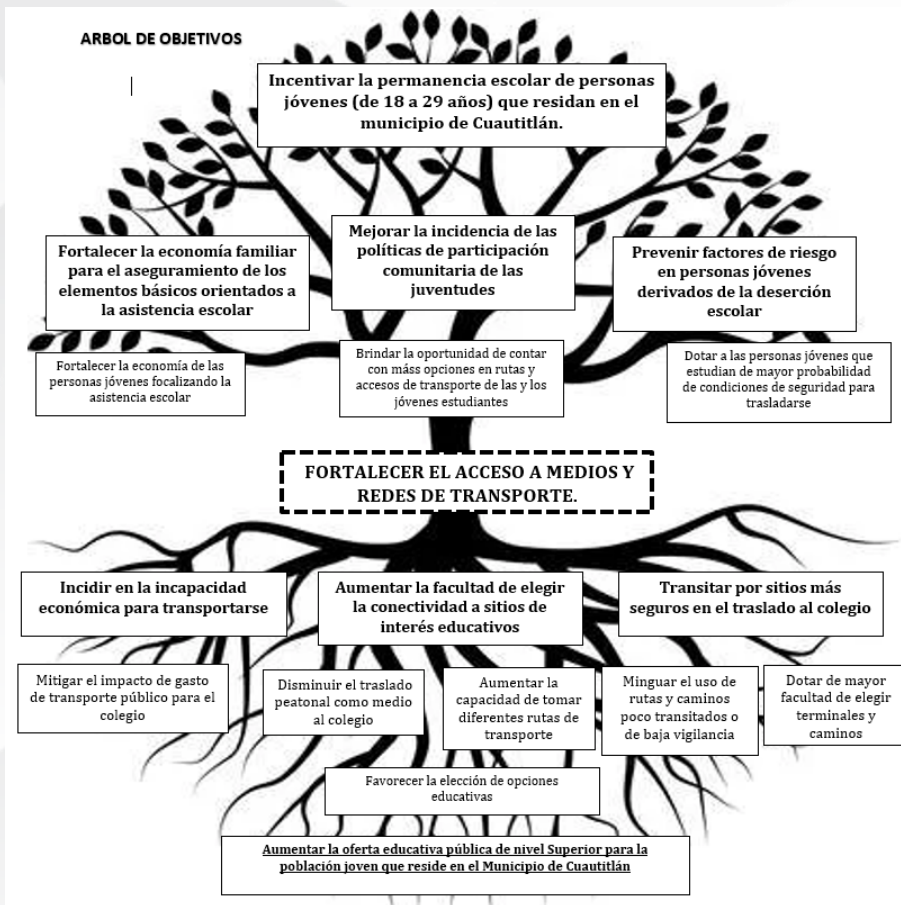 ARBOL DE OBJETIVOS
Incentivar la permanencia escolar de personas
jóvenes (de 18 a 29 años) que residan en el
municipio de Cuautitlán.
Fortalecer la economía familiar
para el aseguramiento de los
elementos básicos orientados a
la asistencia escolar
Mejorar la incidencia de las
políticas de participación
comunitaria de las
juventudes
Prevenir factores de riesgo
en personas jóvenes
derivados de la deserción
escolar
Fortalecer la economía de las
personas jóvenes focalizando la
asistencia escolar
Brindar la oportunidad de contar
con máss opciones en rutas y
accesos de transporte de las y los
jóvenes estudiantes
Dotar a las personas jóvenes que
estudian de mayor probabilidad
de condiciones de seguridad para
trasladarse
FORTALECER EL ACCESO A MEDIOS Y
REDES DE TRANSPORTE.
Incidir en la incapacidad
económica para transportarse
Aumentar la facultad de elegir
la conectividad a sitios de
interés educativos
Transitar por sitios más
seguros en el traslado al colegio
Mitigar el impacto de gasto
de transporte público para el
colegio
Disminuir el traslado
peatonal como medio
al colegio
Aumentar la
capacidad de tomar
diferentes rutas de
transporte
Minguar el uso de
rutas y caminos
poco transitados o
de baja vigilancia
Dotar de mayor
facultad de elegir
terminales y
caminos
Favorecer la elección de opciones
educativas
Aumentar la oferta educativa pública de nivel Superior para la
población joven que reside en el Municipio de Cuautitlán